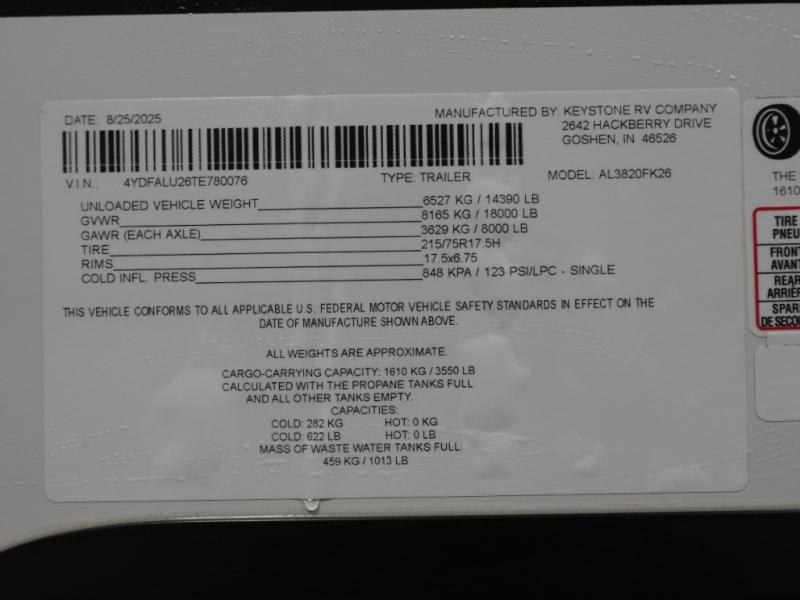 DATE: 8/25/2025
MANUFACTURED BY: KEYSTONE RV COMPANY
2642 HACKBERRY DRIVE
GOSHEN, IN 46526
V.I.N.: 4YDFALU26TE780076 TYPE: TRAILER MODEL: AL3820FK26
UNLOADED VEHICLE WEIGHT 6527 KG / 14390 LB
GVWR 8165 KG / 18000 LB
GAWR (EACH AXLE) 3629 KG / 8000 LB
TIRE 215/75R17.5H
RIMS 17.5x6.75
COLD INFL. PRESS 848 KPA / 123 PSI/LPC - SINGLE
THIS VEHICLE CONFORMS TO ALL APPLICABLE U.S. FEDERAL MOTOR VEHICLE SAFETY STANDARDS IN EFFECT ON THE
DATE OF MANUFACTURE SHOWN ABOVE.
ALL WEIGHTS ARE APPROXIMATE.
CARGO-CARRYING CAPACITY: 1610 KG / 3550 LB
CALCULATED WITH THE PROPANE TANKS FULL
AND ALL OTHER TANKS EMPTY.
CAPACITIES:
COLD: 282 KG HOT: 0 KG
COLD: 622 LB HOT: 0 LB
MASS OF WASTE WATER TANKS FULL:
459 KG / 1013 LB
THE
1610
TIRE
PNEU
FRONT
AVANT
REAR
ARRIÈR
SPAR
DE SECOU